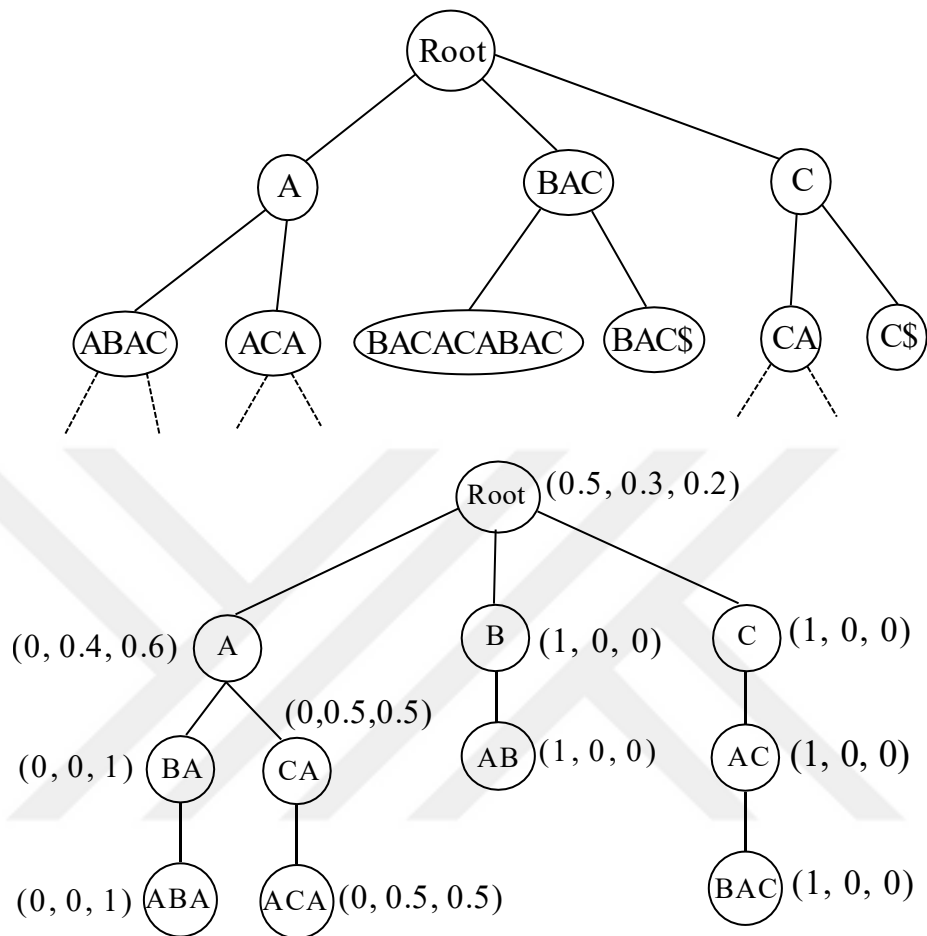 Root
A BAC C
ABAC ACA BACACABAC BAC$ CA C$
Root (0.5, 0.3, 0.2)
(0, 0.4, 0.6) A B (1, 0, 0) C (1, 0, 0)
(0,0.5,0.5)
(0, 0, 1) BA CA AB (1, 0, 0) AC (1, 0, 0)
(0, 0, 1) ABA ACA (0, 0.5, 0.5) BAC (1, 0, 0)